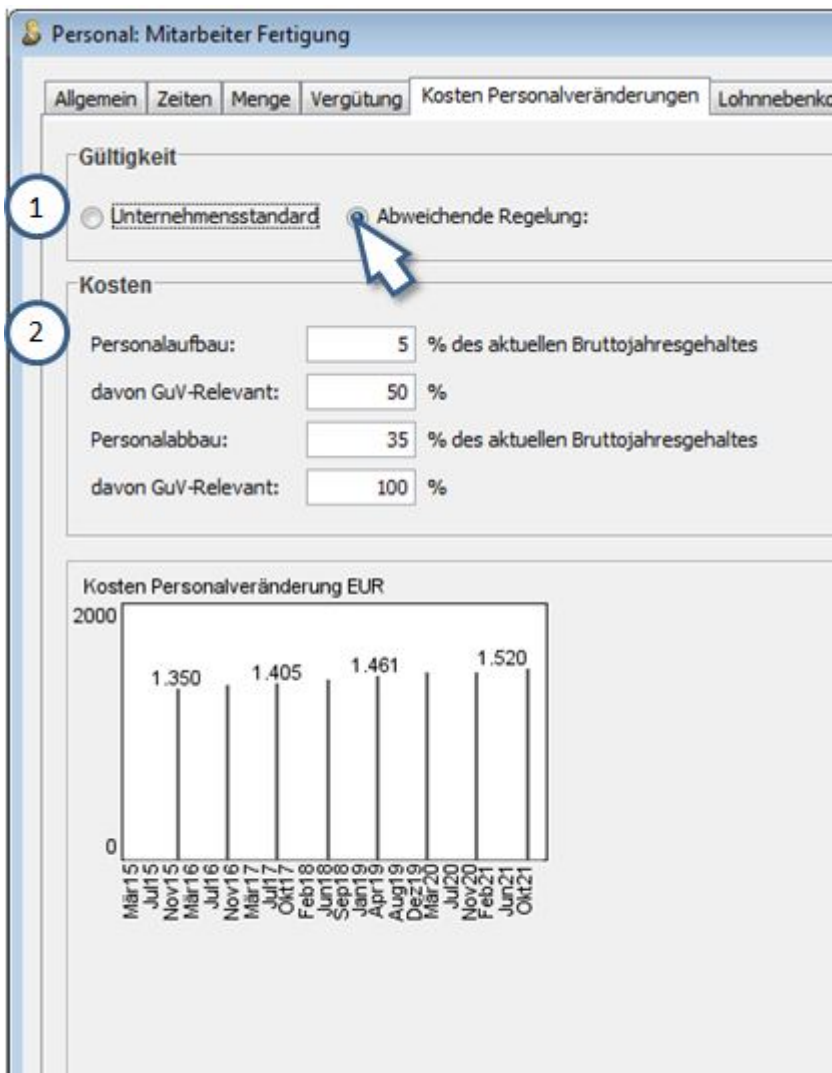 Personal: Mitarbeiter Fertigung
Allgemein Zeiten Menge Vergütung Kosten Personalveränderungen Lohnnebenko
Gültigkeit
1 Unternehmensstandard Abweichende Regelung:
Kosten
2 Personalaufbau: 5 % des aktuellen Bruttojahresgehaltes
davon GuV-Relevant: 50 %
Personalabbau: 35 % des aktuellen Bruttojahresgehaltes
davon GuV-Relevant: 100 %
Kosten Personalveränderung EUR
2000
1.350 1.405 1.461 1.520
0
Mär15 Jul15 Nov15 Mär16 Jul16 Nov16 Mär17 Jul17 Okt17 Feb18 Jun18 Sep18 Jan19 Apr19 Aug19 Dez19 Mär20 Jul20 Nov20 Feb21 Jun21 Okt21